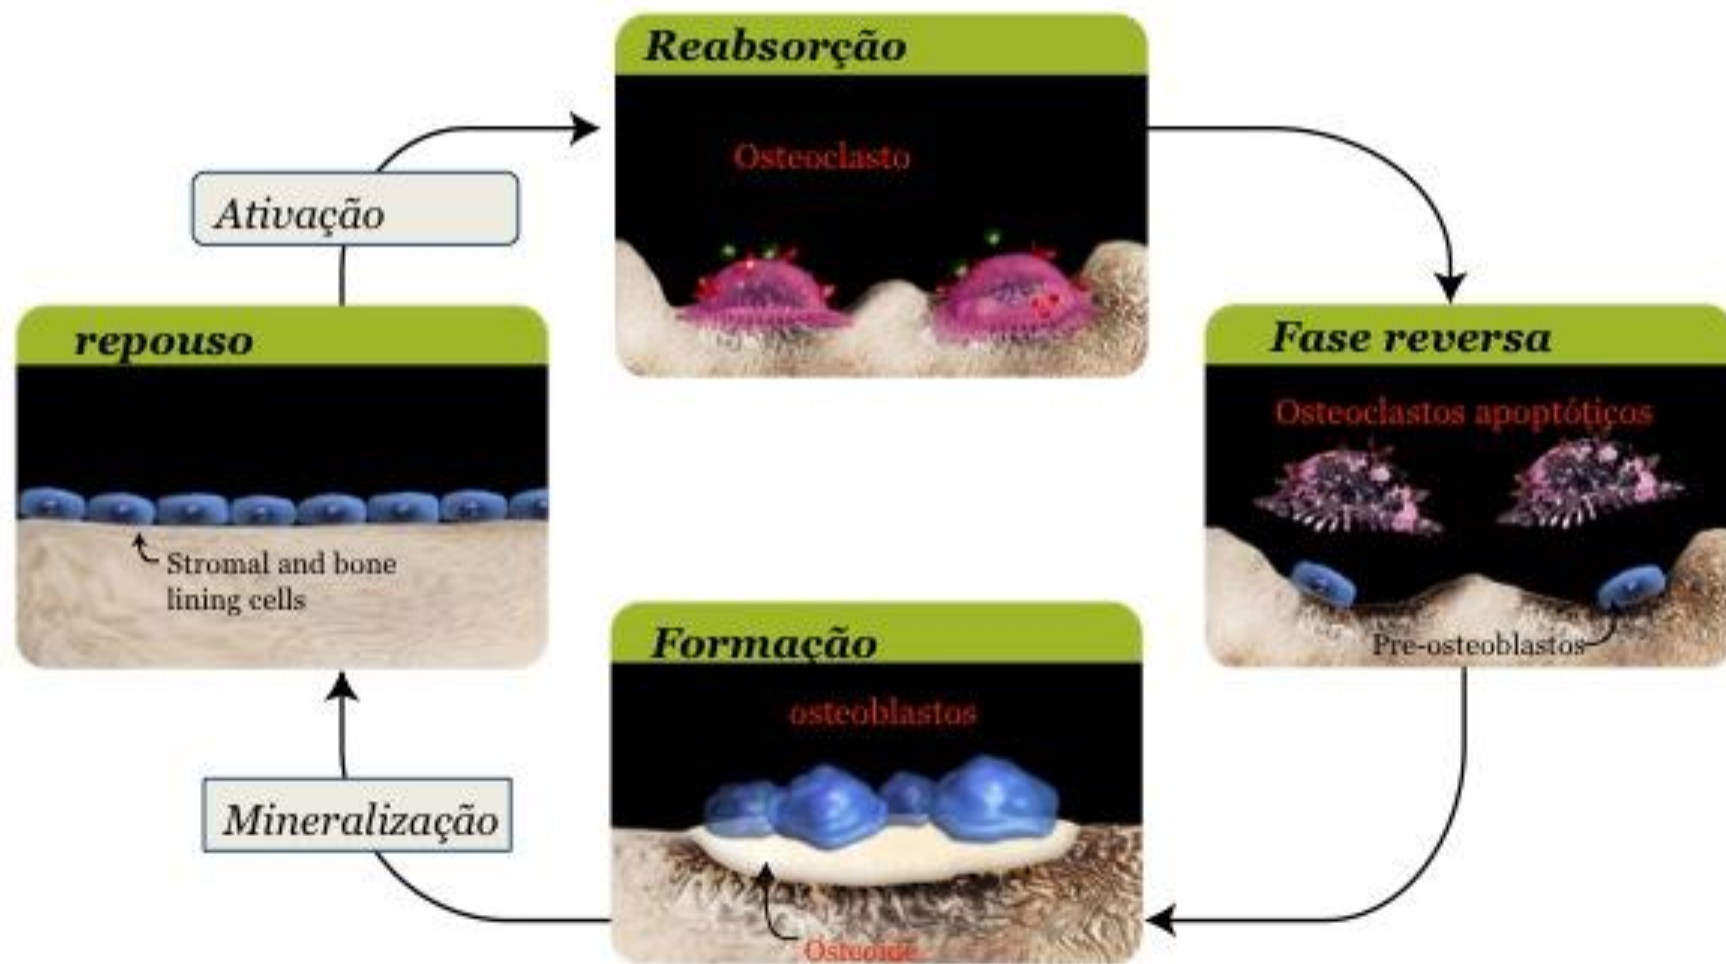 Reabsorção
Osteoclasto
Ativação
repouso
Stromal and bone
lining cells
Fase reversa
Osteoclastos apoptóticos
Pre-osteoblastos
Formação
osteoblastos
Osteoide
Mineralização